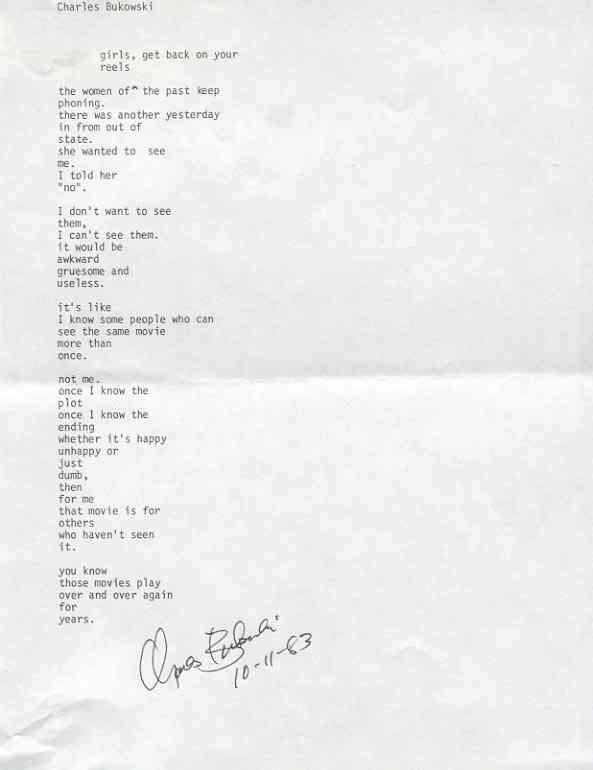 Charles Bukowski
girls, get back on your
reels
the women of^ the past keep
phoning.
there was another yesterday
in from out of
state.
she wanted to see
me.
I told her
"no".
I don't want to see
them,
I can't see them.
it would be
awkward
gruesome and
useless.
it's like
I know some people who can
see the same movie
more than
once.
not me.
once I know the
plot
once I know the
ending
whether it's happy
unhappy or
just
dumb,
then
for me
that movie is for
others
who haven't seen
it.
you know
those movies play
over and over again
for
years.
Charles Bukowski
10-11-83